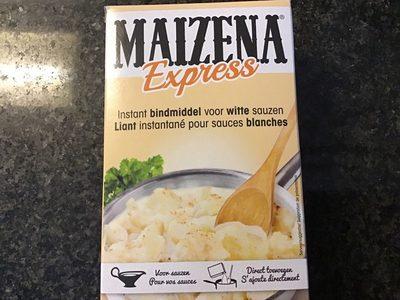 MAIZENA®
Express
Instant bindmiddel voor witte sauzen
Liant instantané pour sauces blanches
Voor sauzen
Pour vos sauces
Direct toevoegen
S'ajoute directement